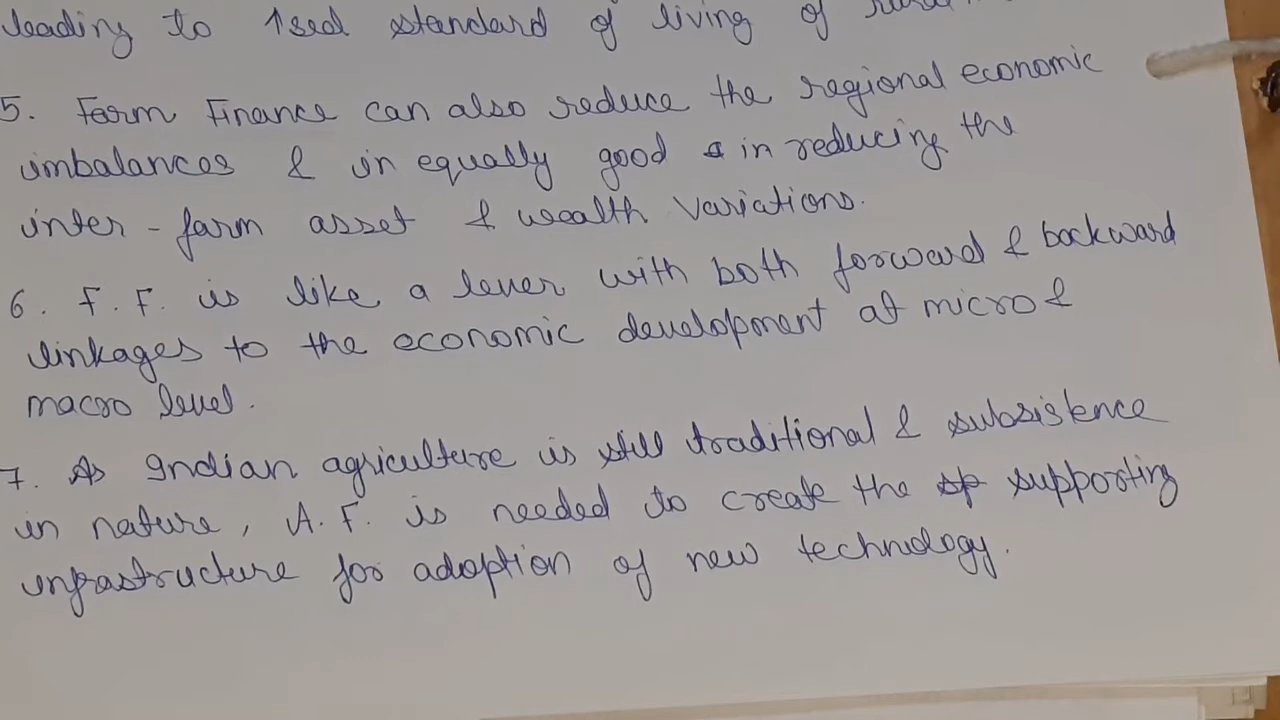 leading to ↑sed standard of living of
5. Farm Finance can also reduce the regional economic
imbalances & in equally good in reducing the
inter-farm asset & wealth variations.
6. F.F. is like a lever with both forward & backward
linkages to the economic development at micro &
macro level.
7. As Indian agriculture is still traditional & subsistence
in nature, A.F. is needed to create the supporting
infrastructure for adoption of new technology.